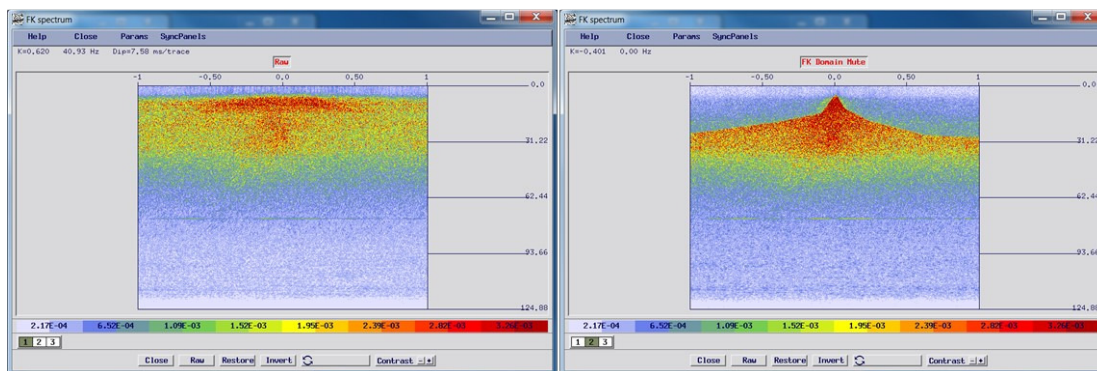 FK spectrum
Help Close Params SyncPanels
K=0.620 40.93 Hz Dip=7.58 ms/trace
Raw
-1 -0.50 0.0 0.50 1
0.0
31.22
62.44
93.66
124.88
2.17E-04 6.52E-04 1.09E-03 1.52E-03 1.95E-03 2.39E-03 2.82E-03 3.26E-03
1 2 3
Close Raw Restore Invert Contrast - +
FK spectrum
Help Close Params SyncPanels
K=-0.401 0.00 Hz
FK Domain Mute
-1 -0.50 0.0 0.50 1
0.0
31.22
62.44
93.66
124.88
2.17E-04 6.52E-04 1.09E-03 1.52E-03 1.95E-03 2.39E-03 2.82E-03 3.26E-03
1 2 3
Close Raw Restore Invert Contrast - +